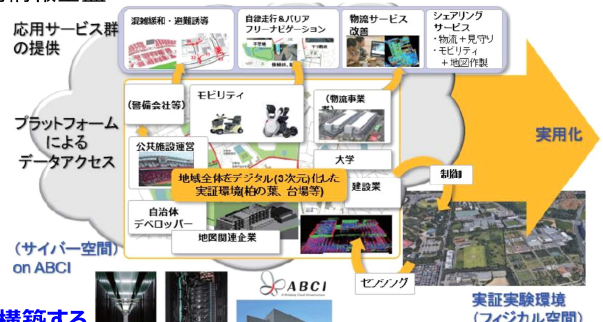 応用サービス群
の提供
混雑緩和・避難誘導
自律走行&バリア
フリーナビゲーション
物流サービス
改善
シェアリング
サービス
・物流+見守り
・モビリティ
+地図作製
プラットフォーム
による
データアクセス
(警備会社等)
モビリティ
(物流事業
公共施設運営
大学
地域全体をデジタル(3次元)化した
実証環境(柏の葉、台場等)
建設業
自治体
デベロッパー
地図関連企業
制御
実用化
(サイバー空間)
on ABCI
センシング
ABCI
構築する
実証実験環境
(フィジカル空間)